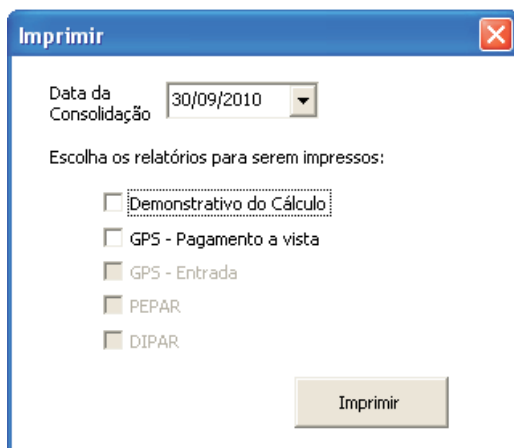 Imprimir
Data da
Consolidação
30/09/2010
Escolha os relatórios para serem impressos:
Demonstrativo do Cálculo
GPS - Pagamento a vista
GPS - Entrada
PEPAR
DIPAR
Imprimir